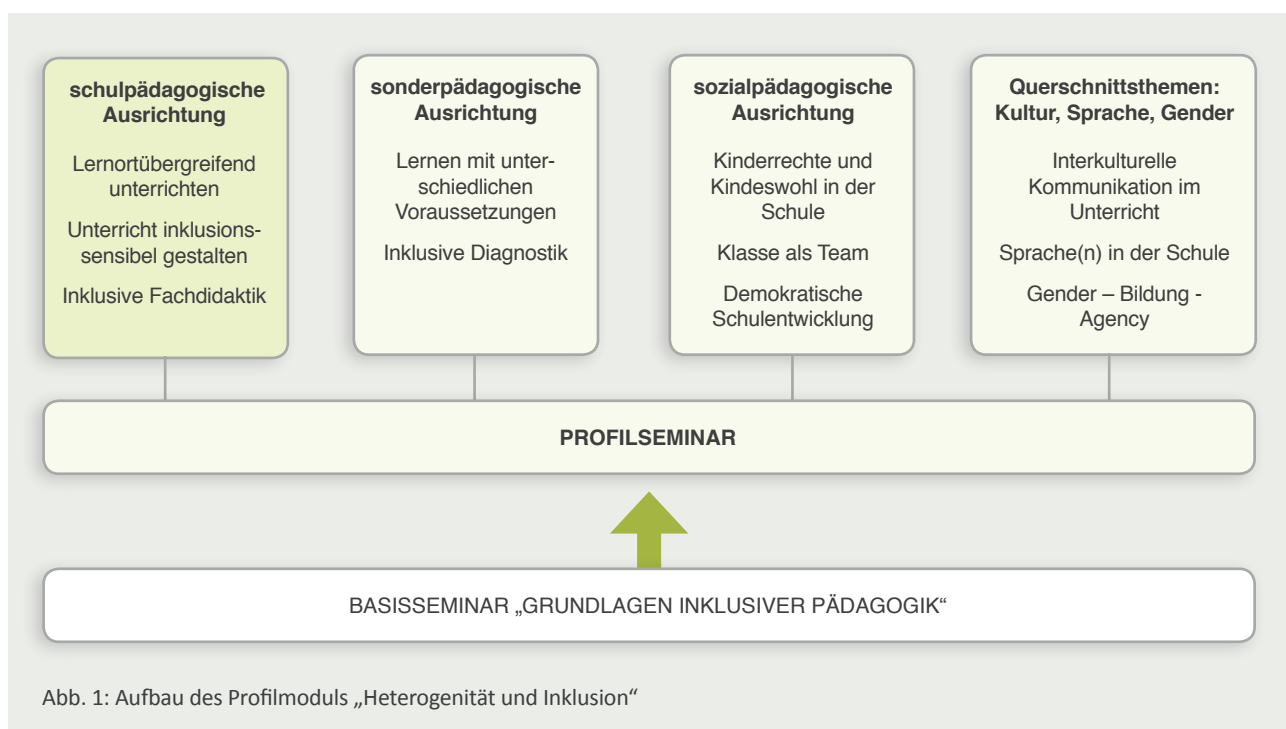 schulpädagogische
Ausrichtung
Lernortübergreifend
unterrichten
Unterricht inklusions-
sensibel gestalten
Inklusive Fachdidaktik
sonderpädagogische
Ausrichtung
Lernen mit unter-
schiedlichen
Voraussetzungen
Inklusive Diagnostik
sozialpädagogische
Ausrichtung
Kinderrechte und
Kindeswohl in der
Schule
Klasse als Team
Demokratische
Schulentwicklung
Querschnittsthemen:
Kultur, Sprache, Gender
Interkulturelle
Kommunikation im
Unterricht
Sprache(n) in der Schule
Gender – Bildung -
Agency
PROFILSEMINAR
BASISSEMINAR „GRUNDLAGEN INKLUSIVER PÄDAGOGIK“
Abb. 1: Aufbau des Profilmoduls „Heterogenität und Inklusion“